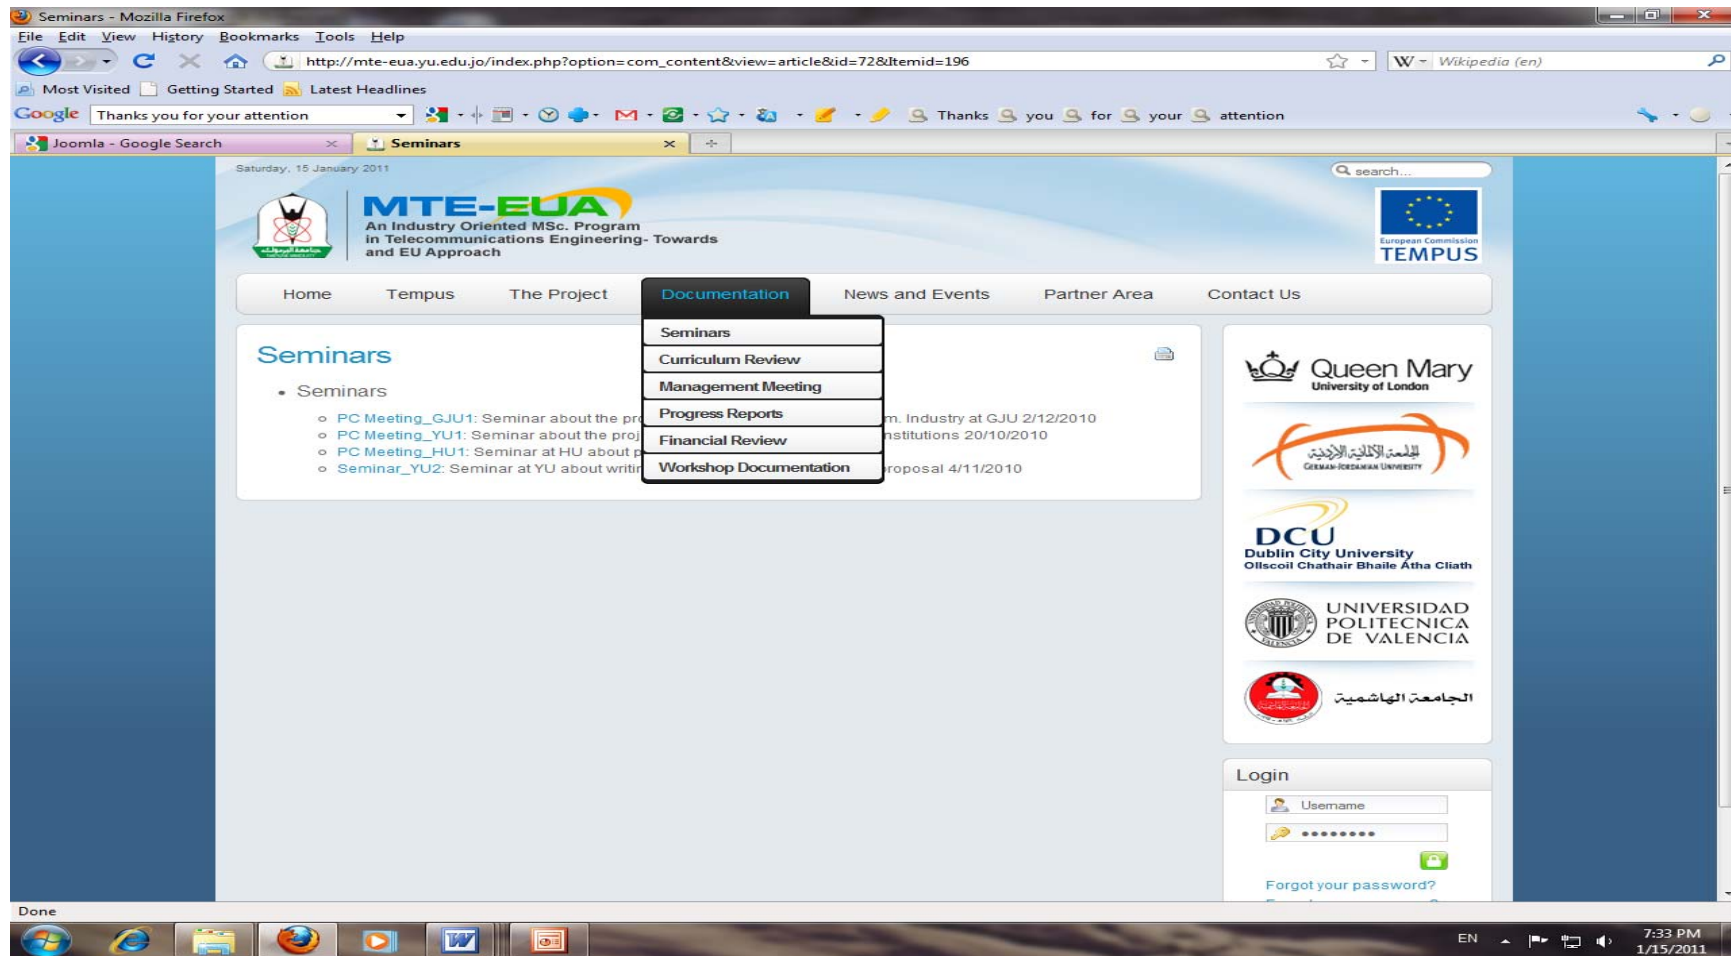 Seminars - Mozilla Firefox
File Edit View History Bookmarks Tools Help
http://mte-eua.yu.edu.jo/index.php?option=com_content&view=article&id=72&Itemid=196
W Wikipedia (en)
Most Visited Getting Started Latest Headlines
Google Thanks you for your attention Thanks you for your attention
Joomla - Google Search Seminars
Saturday, 15 January 2011
search...
MTE-EUA
An Industry Oriented MSc. Program
in Telecommunications Engineering- Towards
and EU Approach
European Commission
TEMPUS
Home Tempus The Project Documentation News and Events Partner Area Contact Us
Seminars
Curriculum Review
Management Meeting
Progress Reports
Financial Review
Workshop Documentation
Seminars
• Seminars
PC Meeting_GJU1: Seminar about the m. Industry at GJU 2/12/2010
PC Meeting_YU1: Seminar about the nstitutions 20/10/2010
PC Meeting_HU1: Seminar at HU about
Seminar_YU2: Seminar at YU about proposal 4/11/2010
Queen Mary
University of London
الجامعة الألمانية الأردنية
German-Jordanian University
DCU
Dublin City University
Ollscoil Chathair Bhaile Átha Cliath
UNIVERSIDAD
POLITECNICA
DE VALENCIA
الجامعة الهاشمية
Login
Username
Forgot your password?
Done
EN
7:33 PM
1/15/2011